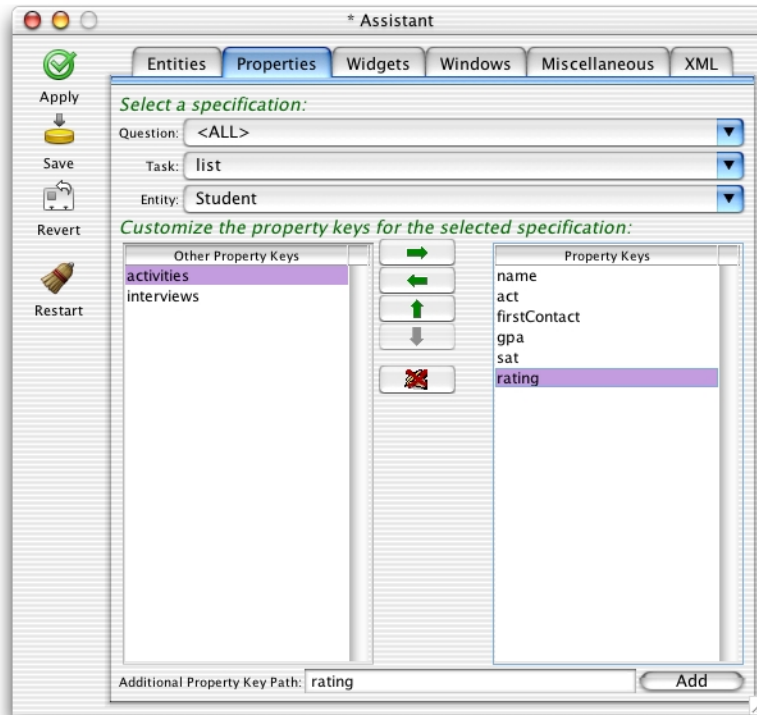 * Assistant
Entities Properties Widgets Windows Miscellaneous XML
Apply
Save
Revert
Restart
Select a specification:
Question: <ALL>
Task: list
Entity: Student
Customize the property keys for the selected specification:
Other Property Keys
activities
interviews
Property Keys
name
act
firstContact
gpa
sat
rating
Additional Property Key Path: rating Add